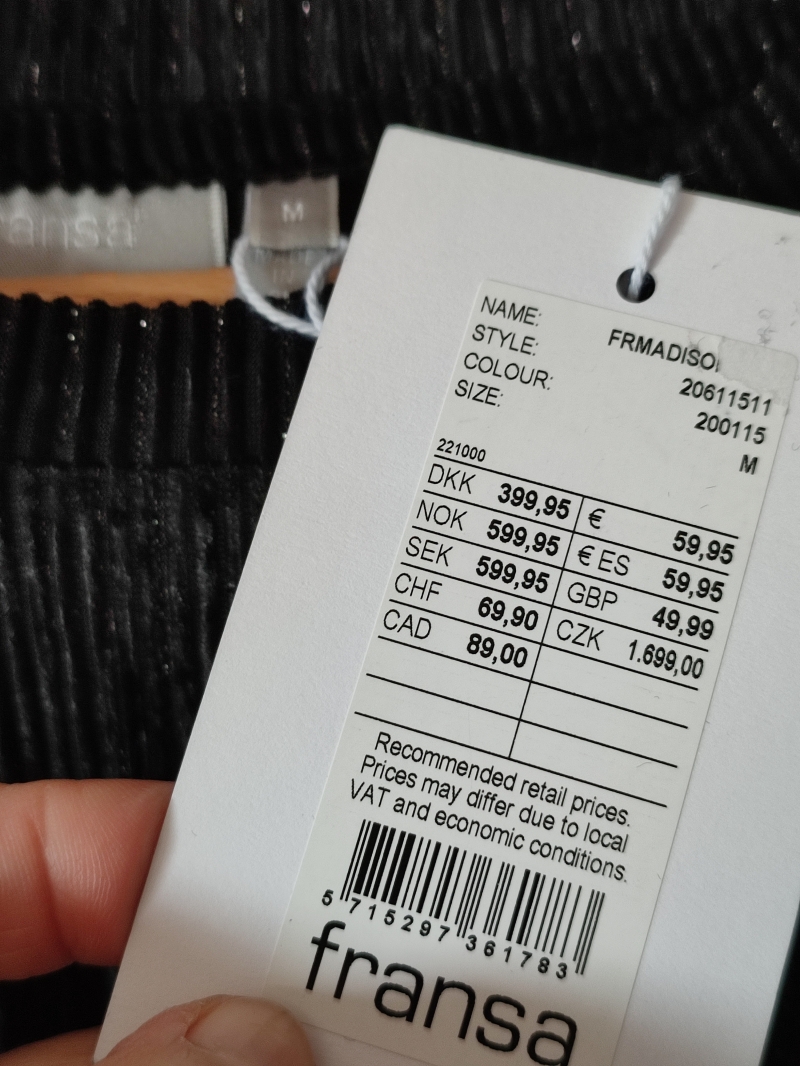 ransa
M
NAME: FRMADISO
STYLE: 20611511
COLOUR: 200115
SIZE: M
221000
DKK 399,95 € 59,95
NOK 599,95 € ES 59,95
SEK 599,95 GBP 49,99
CHF 69,90 CZK 1.699,00
CAD 89,00
Recommended retail prices.
Prices may differ due to local
VAT and economic conditions.
5 715297 361783
fransa